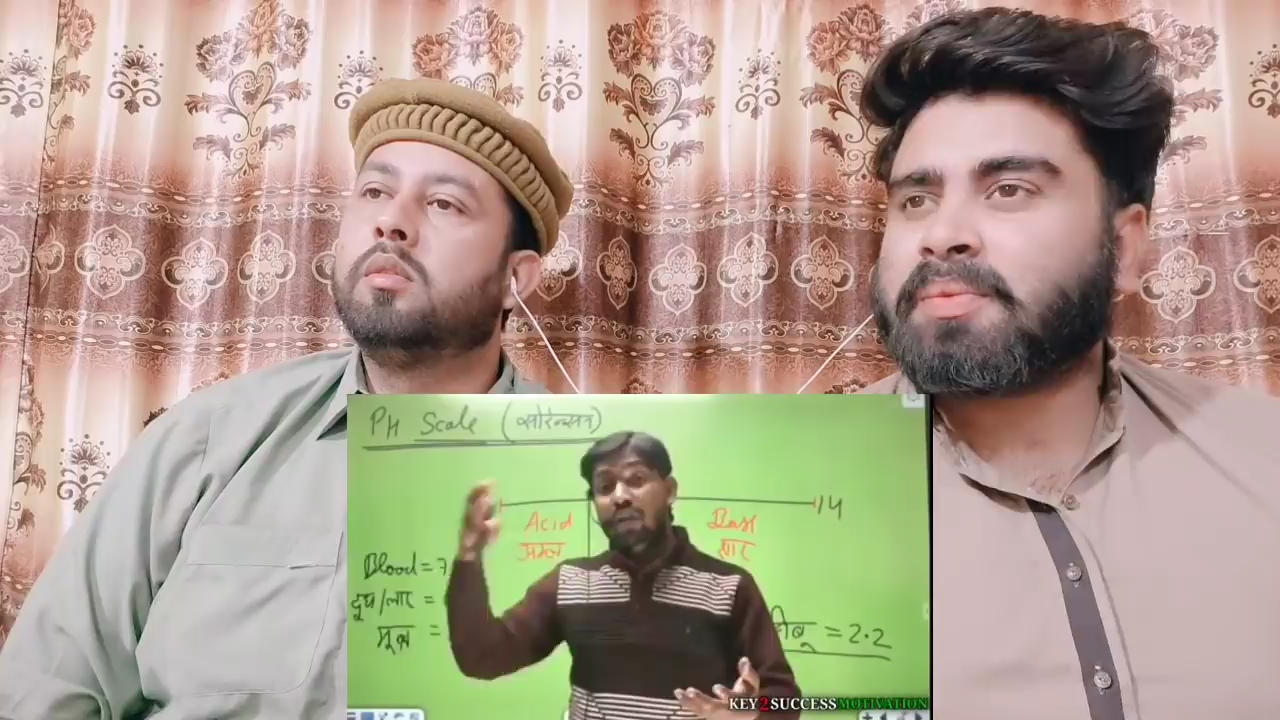 PH Scale (सोरेन्सन)
14
Acid Base
अम्ल क्षार
Blood = 7
दूध/लार =
मूत्र =
नीबू = 2.2
KEY2SUCCESS MOTIVATION